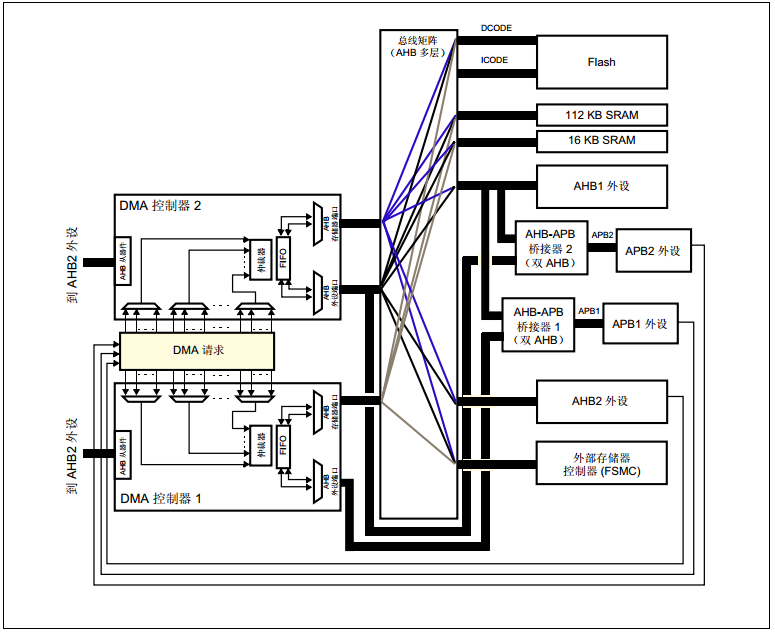 DCODE
总线矩阵
（AHB 多层）
Flash
ICODE
112 KB SRAM
16 KB SRAM
AHB1 外设
DMA 控制器 2
AHB
存储器端口
到 AHB2 外设
AHB 从器件
仲裁器
FIFO
AHB
外设端口
AHB-APB
桥接器 2
（双 AHB）
APB2
APB2 外设
AHB-APB
桥接器 1
（双 AHB）
APB1
APB1 外设
DMA 请求
AHB2 外设
AHB
存储器端口
到 AHB2 外设
AHB 从器件
仲裁器
FIFO
AHB
外设端口
外部存储器
控制器 (FSMC)
DMA 控制器 1